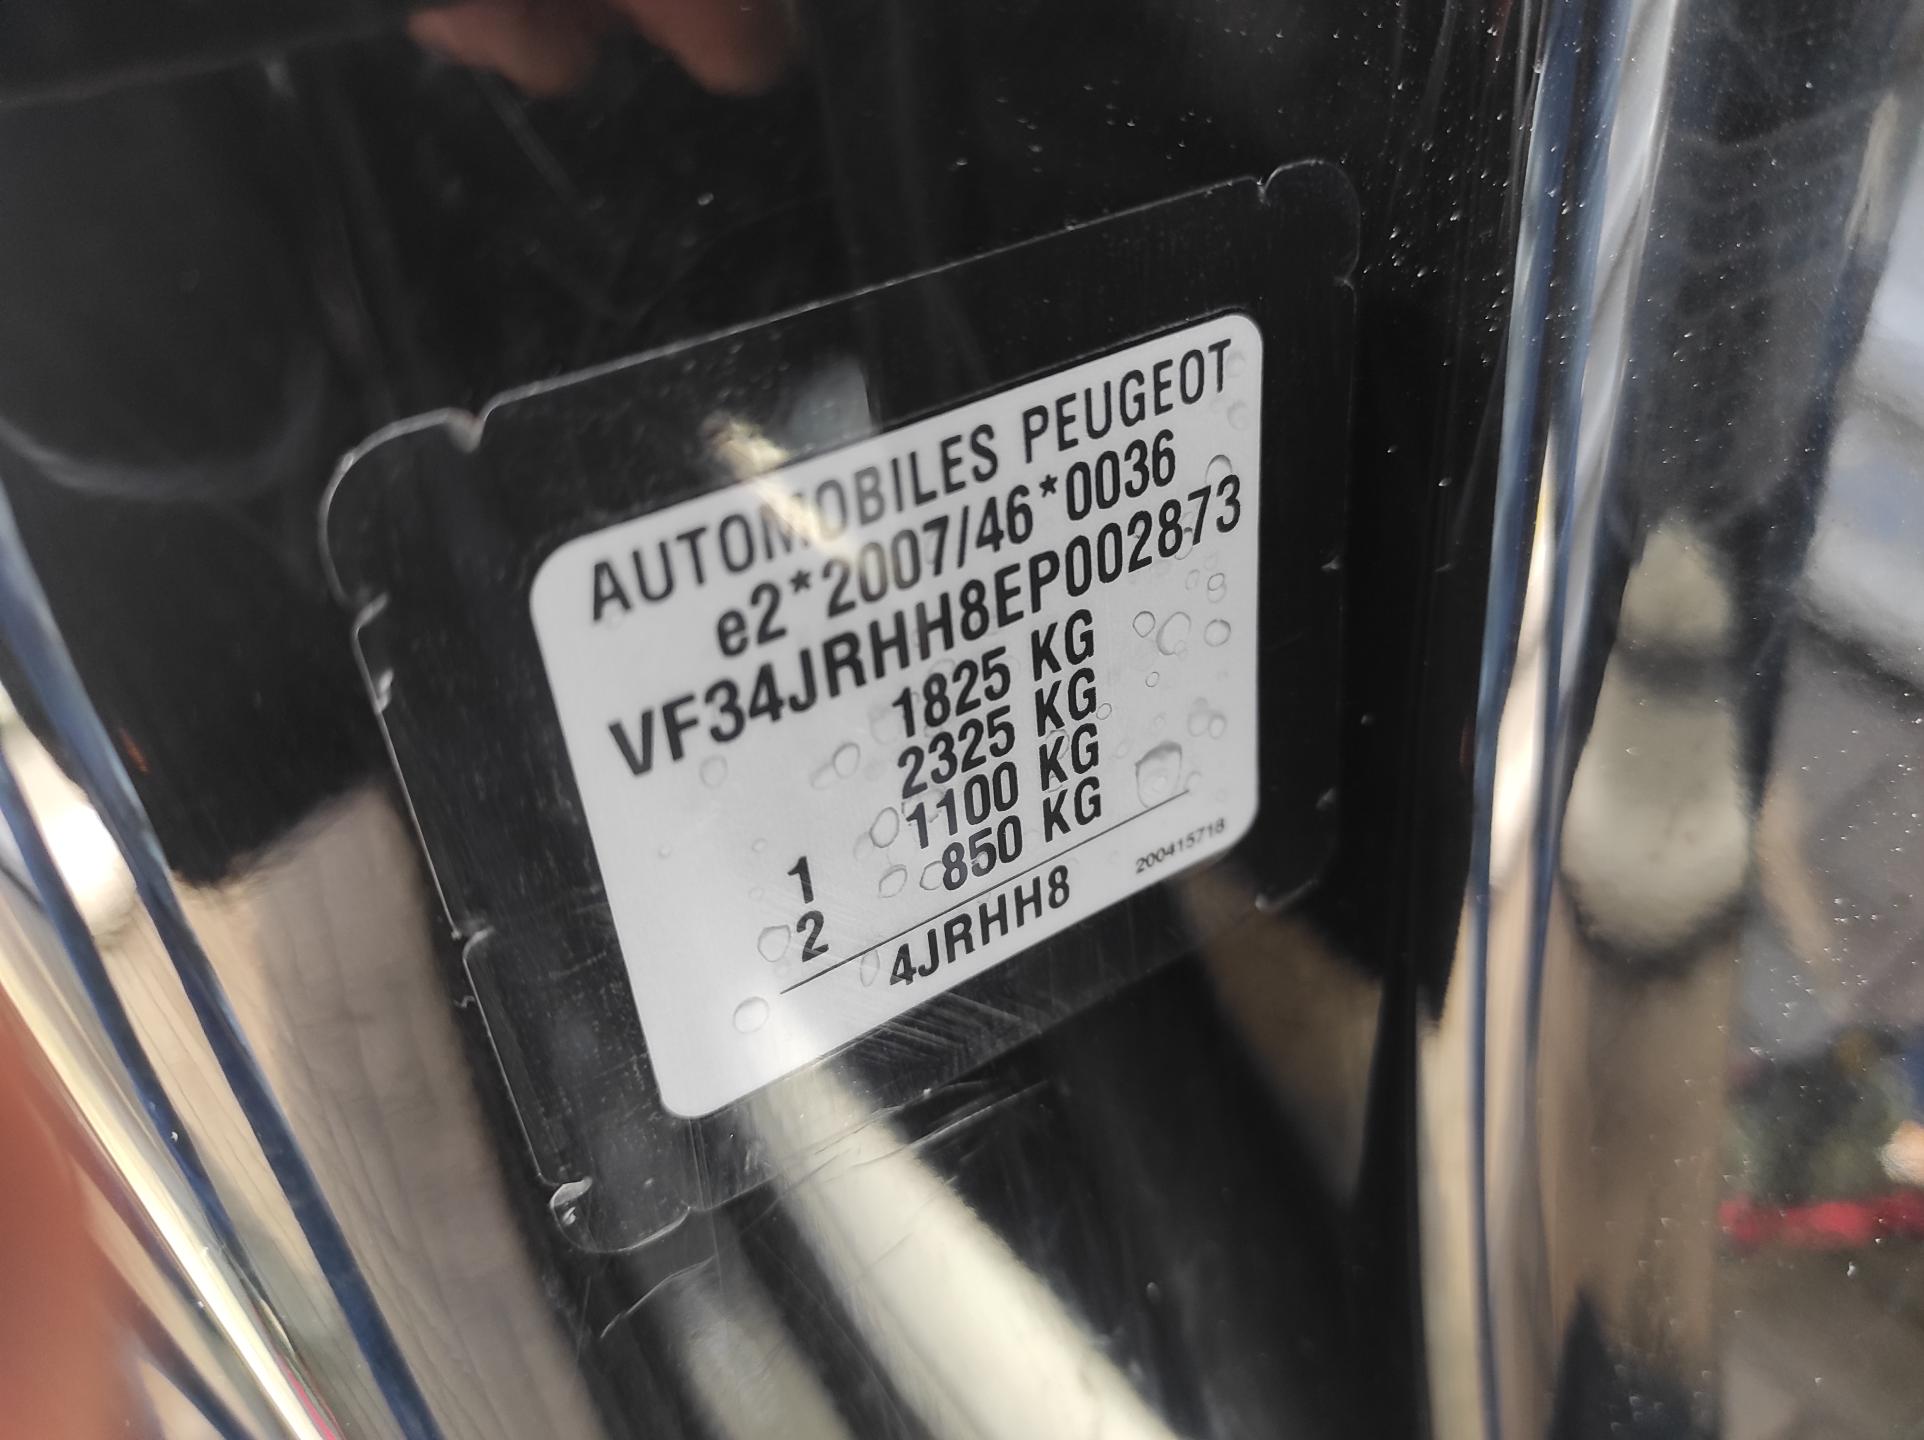 AUTOMOBILES PEUGEOT
e2*2007/46*0036
VF34JRHH8EP002873
1825 KG
2325 KG
1 1100 KG
2 850 KG
4JRHH8
200415718